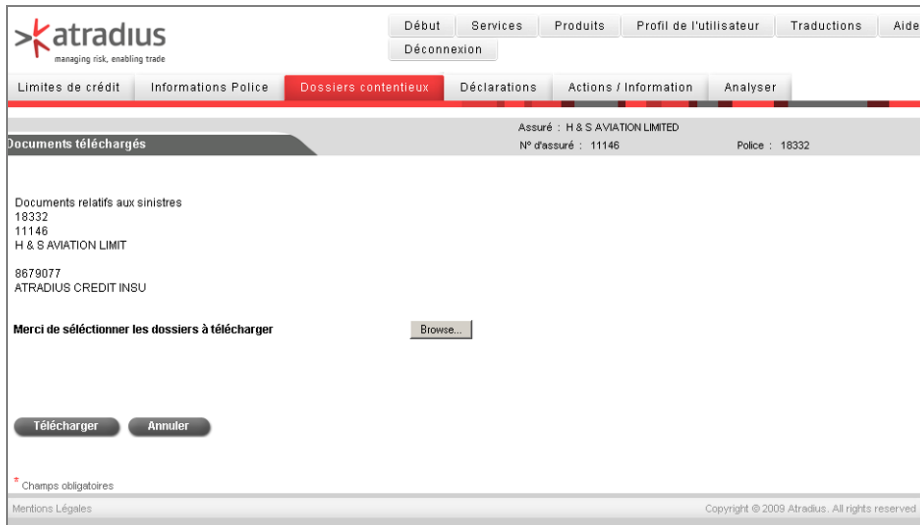 atradius
managing risk, enabling trade
Début Services Produits Profil de l'utilisateur Traductions Aide
Déconnexion
Limites de crédit Informations Police Dossiers contentieux Déclarations Actions / Information Analyser
Assuré : H & S AVIATION LIMITED
Documents téléchargés N° d'assuré : 11146 Police : 18332
Documents relatifs aux sinistres
18332
11146
H & S AVIATION LIMIT
8679077
ATRADIUS CREDIT INSU
Merci de séléctionner les dossiers à télécharger Browse...
Télécharger Annuler
* Champs obligatoires
Mentions Légales Copyright © 2009 Atradius. All rights reserved